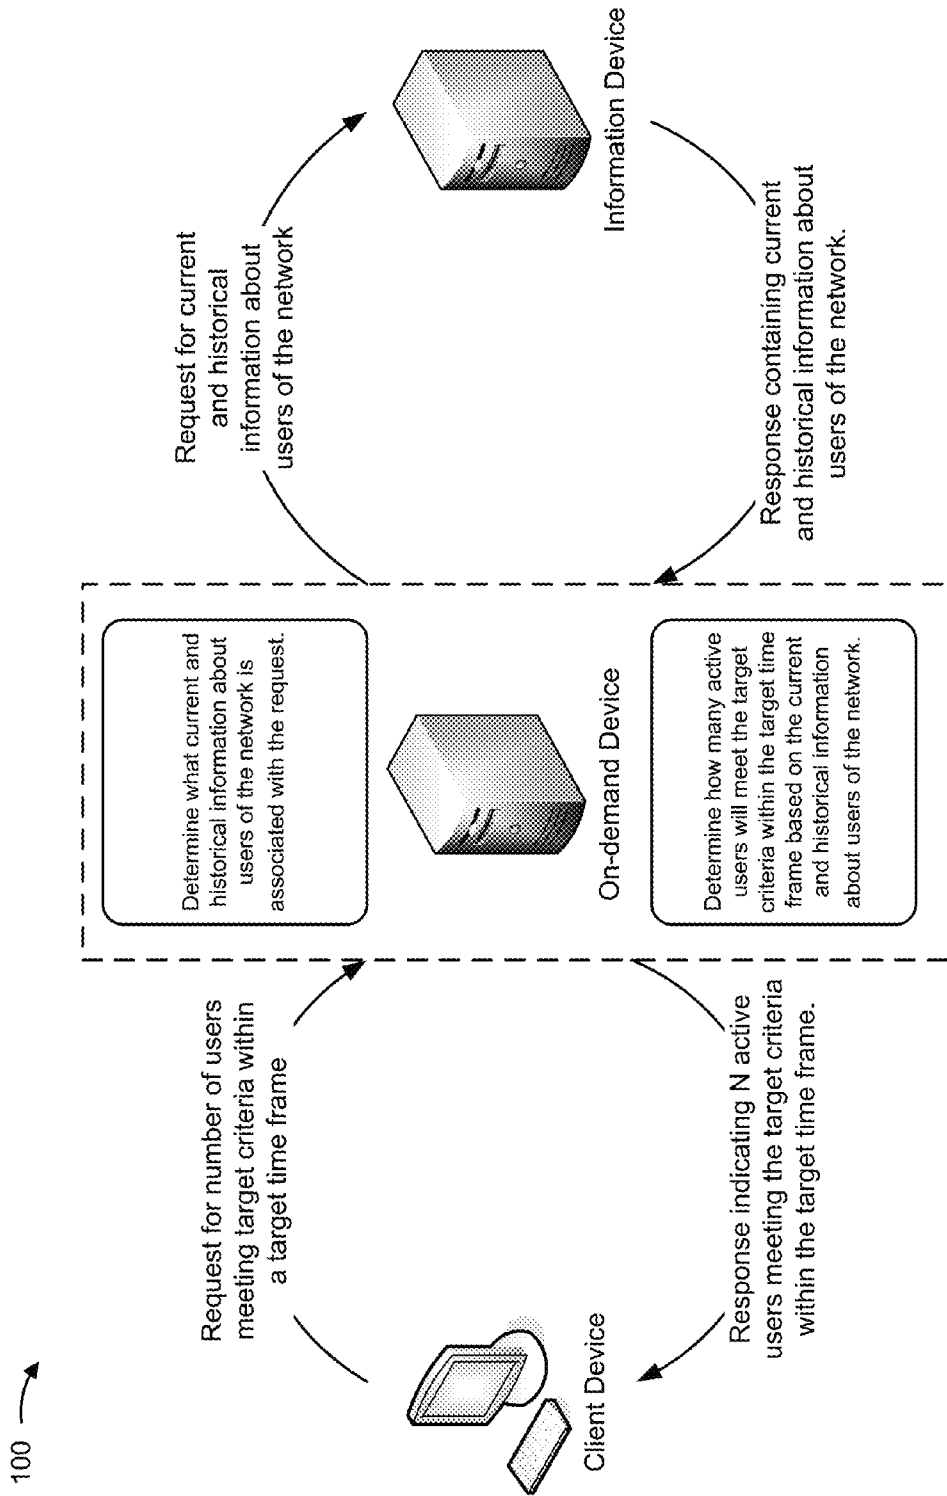 100
Request for number of users
meeting target criteria within
a target time frame
Client Device
Response indicating N active
users meeting the target criteria
within the target time frame.
Determine what current and
historical information about
users of the network is
associated with the request.
On-demand Device
Determine how many active
users will meet the target
criteria within the target time
frame based on the current
and historical information
about users of the network.
Request for current
and historical
information about
users of the network
Information Device
Response containing current
and historical information about
users of the network.